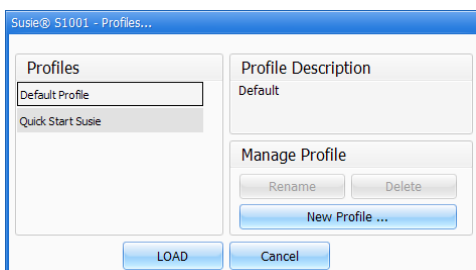 Susie® S1001 - Profiles...
Profiles
Default Profile
Quick Start Susie
Profile Description
Default
Manage Profile
Rename Delete
New Profile ...
LOAD Cancel